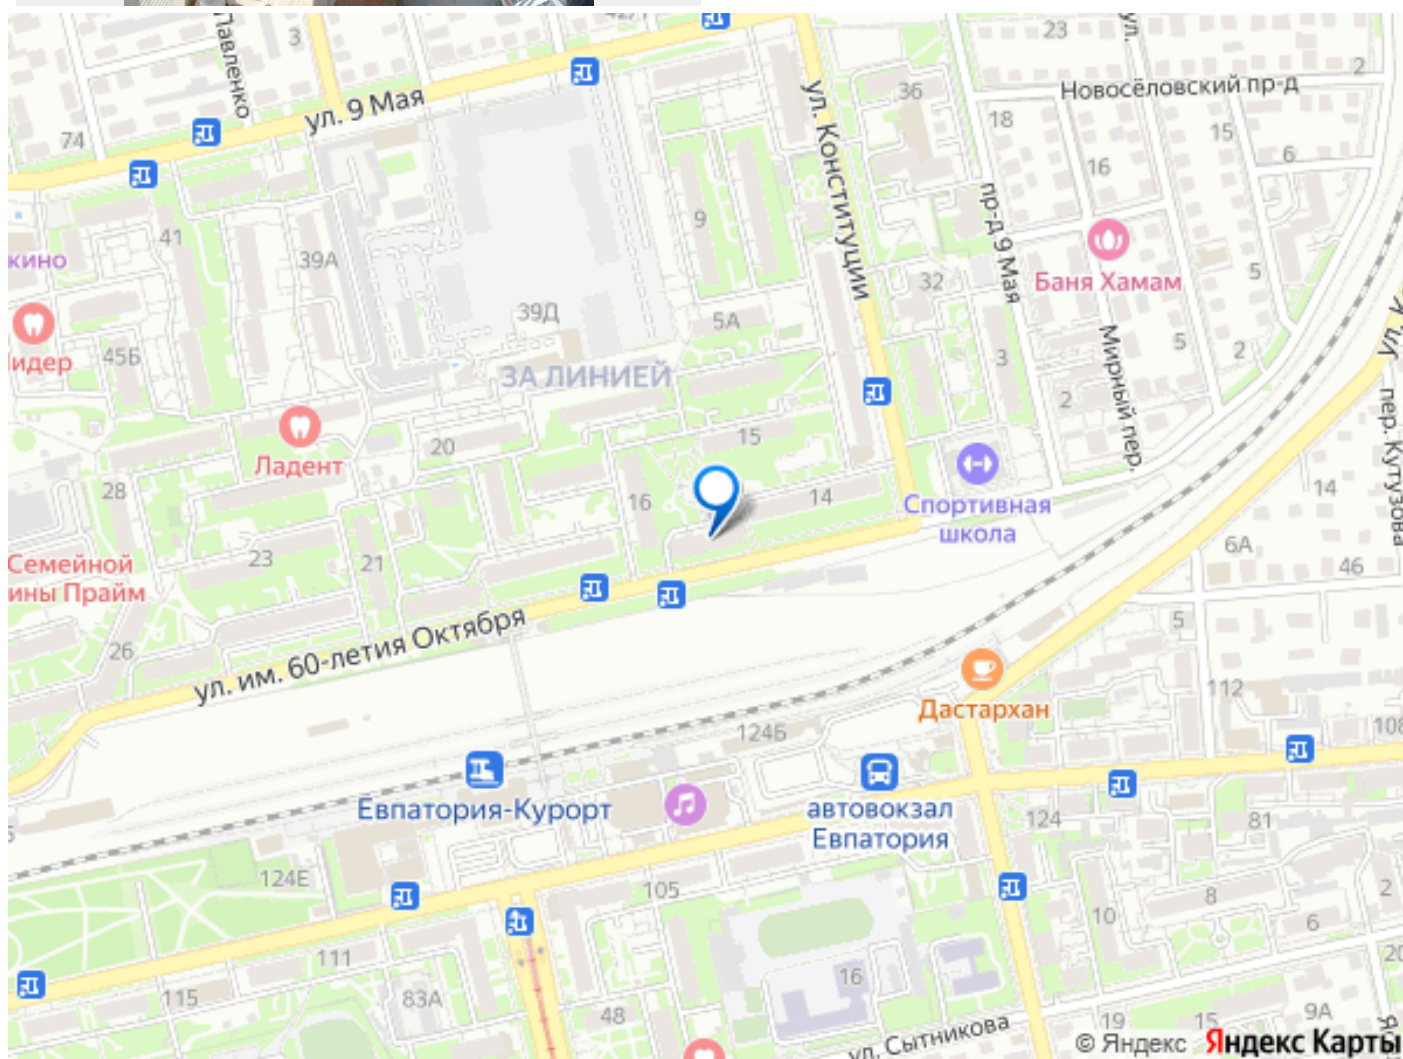 Павленко
3
ул. 9 Мая
74
41
39А
кино
45Б
39Д
ЗА ЛИНИЕЙ
Ладент
20
28
23
21
Семейной
ины Прайм
26
ул. им. 60-летия Октября
9
5А
15
16
14
ул. Конституции
36
32
18
23
ул.
Новосёловский пр-д
2
15
6
16
пр-д 9 Мая
Баня Хамам
5
3
2
Мирный пер.
5
2
Спортивная
школа
пер. Кутузова
14
6А
46
5
Дастархан
112
108
124Б
Евпатория-Курорт
автовокзал
Евпатория
124
81
124Е
105
111
115
83А
48
16
10
8
6
2
20
ул. Сытникова
19
15
9А
© Яндекс Яндекс Карты